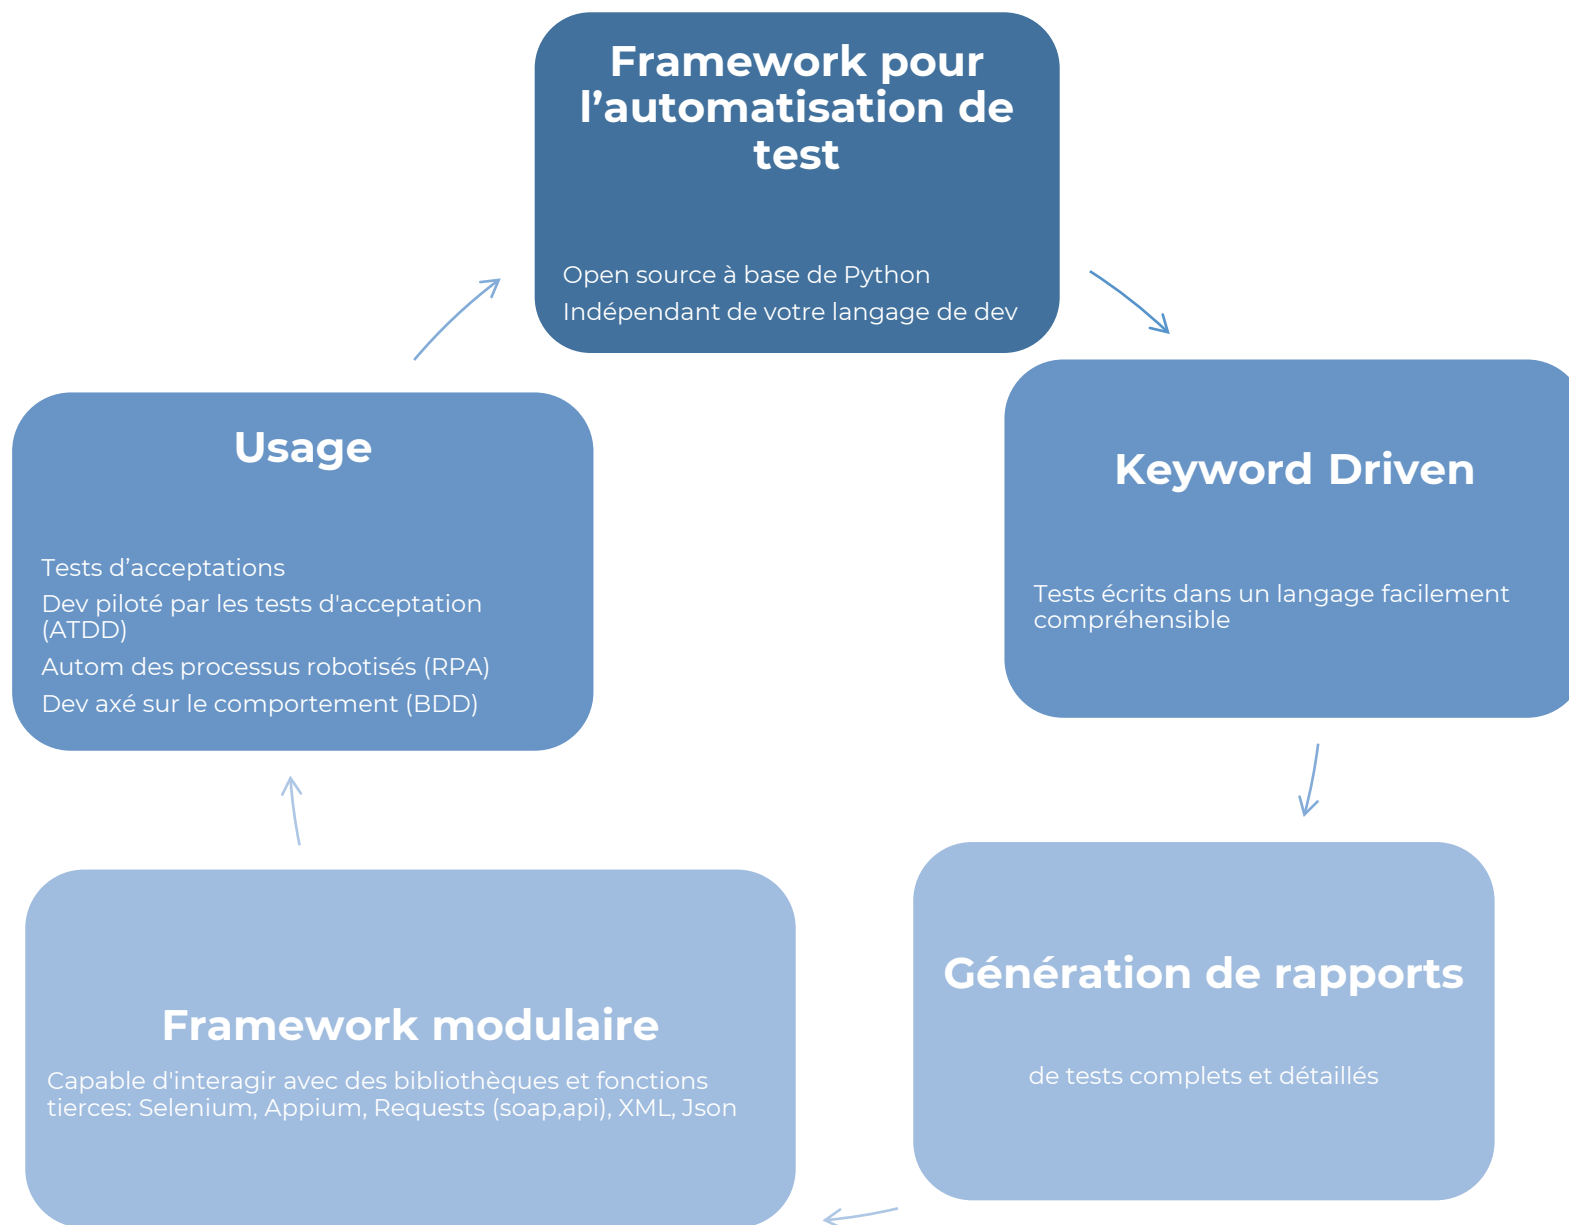 Framework pour
l’automatisation de
test
Open source à base de Python
Indépendant de votre langage de dev
Keyword Driven
Tests écrits dans un langage facilement
compréhensible
Génération de rapports
de tests complets et détaillés
Framework modulaire
Capable d'interagir avec des bibliothèques et fonctions
tierces: Selenium, Appium, Requests (soap,api), XML, Json
Usage
Tests d’acceptations
Dev piloté par les tests d'acceptation
(ATDD)
Autom des processus robotisés (RPA)
Dev axé sur le comportement (BDD)